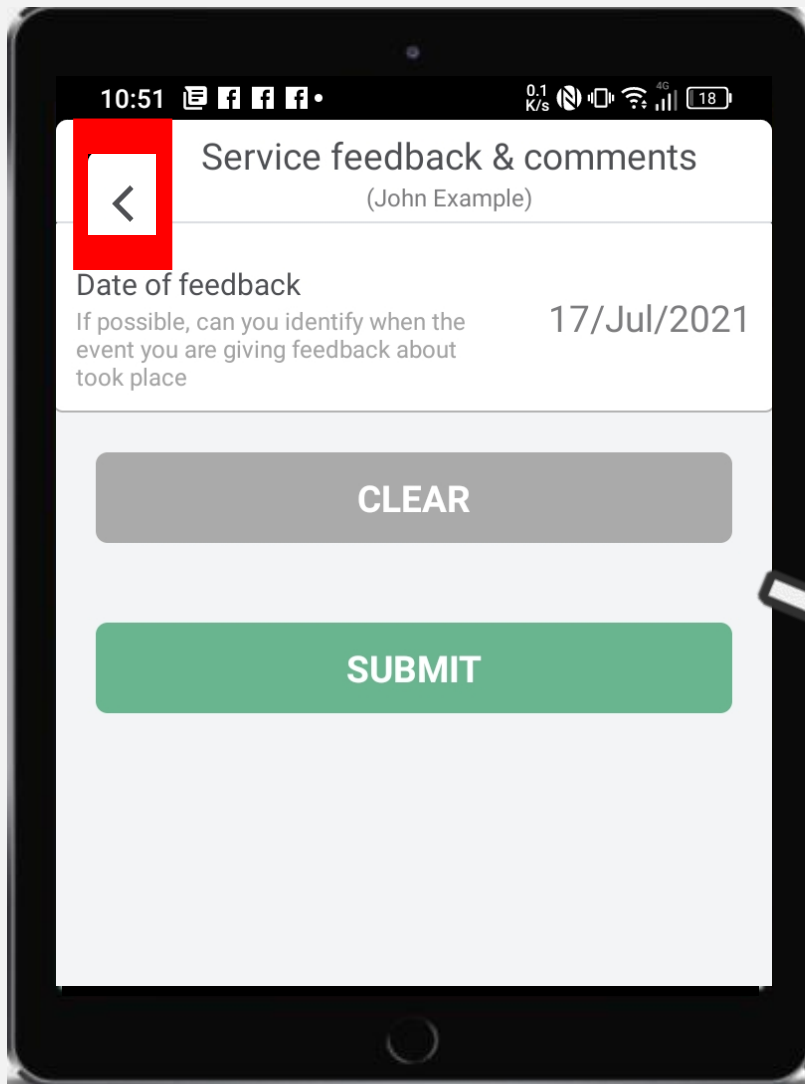 10:51
0.1 K/s 4G 18
Service feedback & comments
(John Example)
Date of feedback
If possible, can you identify when the
event you are giving feedback about
took place
17/Jul/2021
CLEAR
SUBMIT